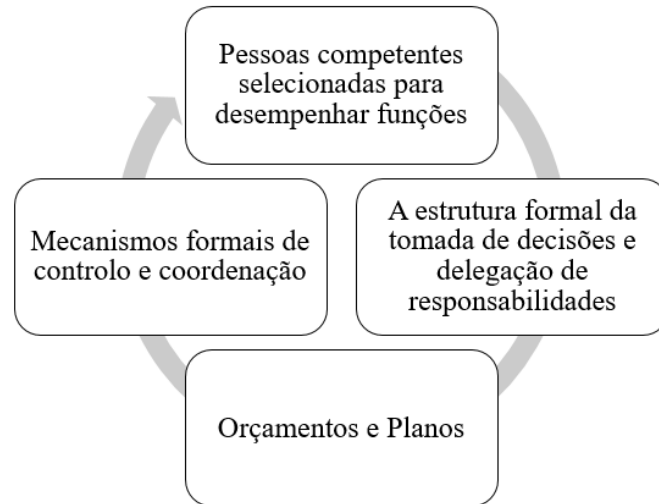 Pessoas competentes
selecionadas para
desempenhar funções
Mecanismos formais de
controlo e coordenação
A estrutura formal da
tomada de decisões e
delegação de
responsabilidades
Orçamentos e Planos